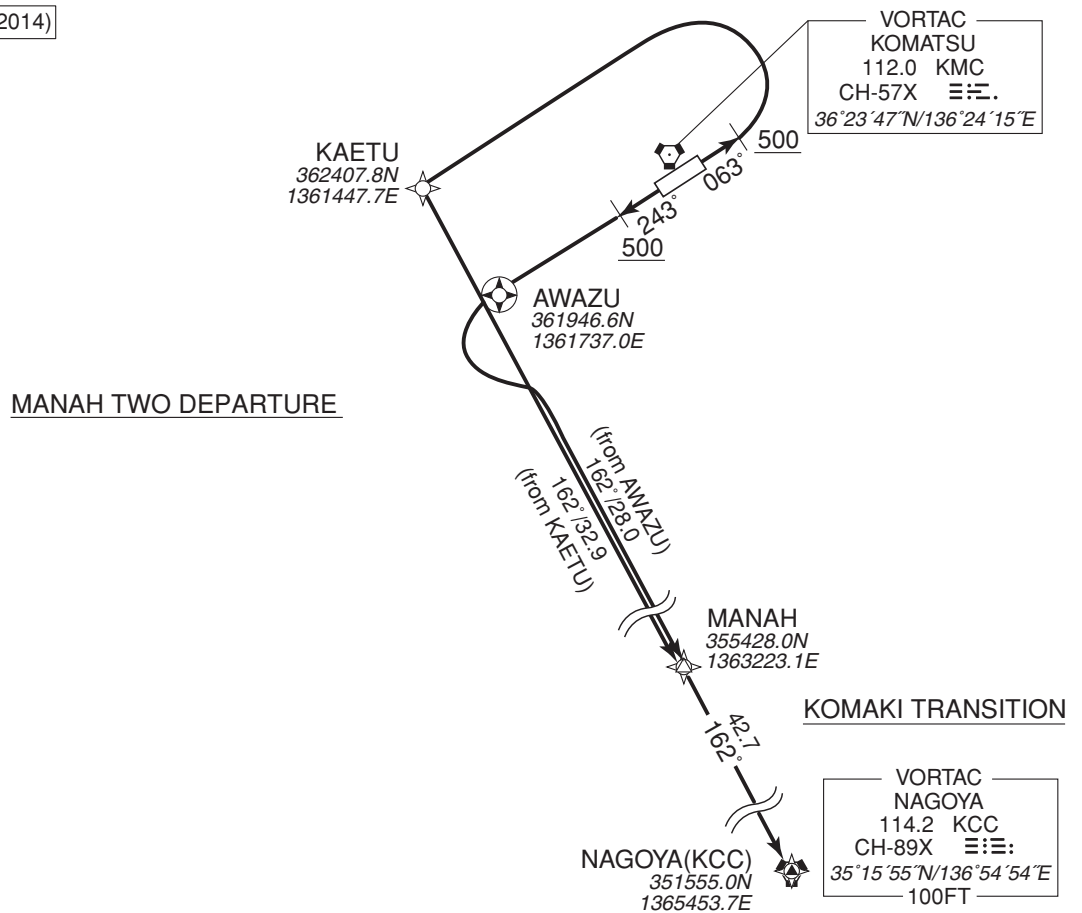 2014)
VORTAC
KOMATSU
112.0 KMC
CH-57X
36°23´47˝N/136°24´15˝E
500
063°
KAETU
362407.8N
1361447.7E
243°
500
AWAZU
361946.6N
1361737.0E
MANAH TWO DEPARTURE
(from AWAZU)
162°/28.0
162°/32.9
(from KAETU)
MANAH
355428.0N
1363223.1E
KOMAKI TRANSITION
42.7
162°
VORTAC
NAGOYA
114.2 KCC
CH-89X
35°15´55˝N/136°54´54˝E
100FT
NAGOYA(KCC)
351555.0N
1365453.7E